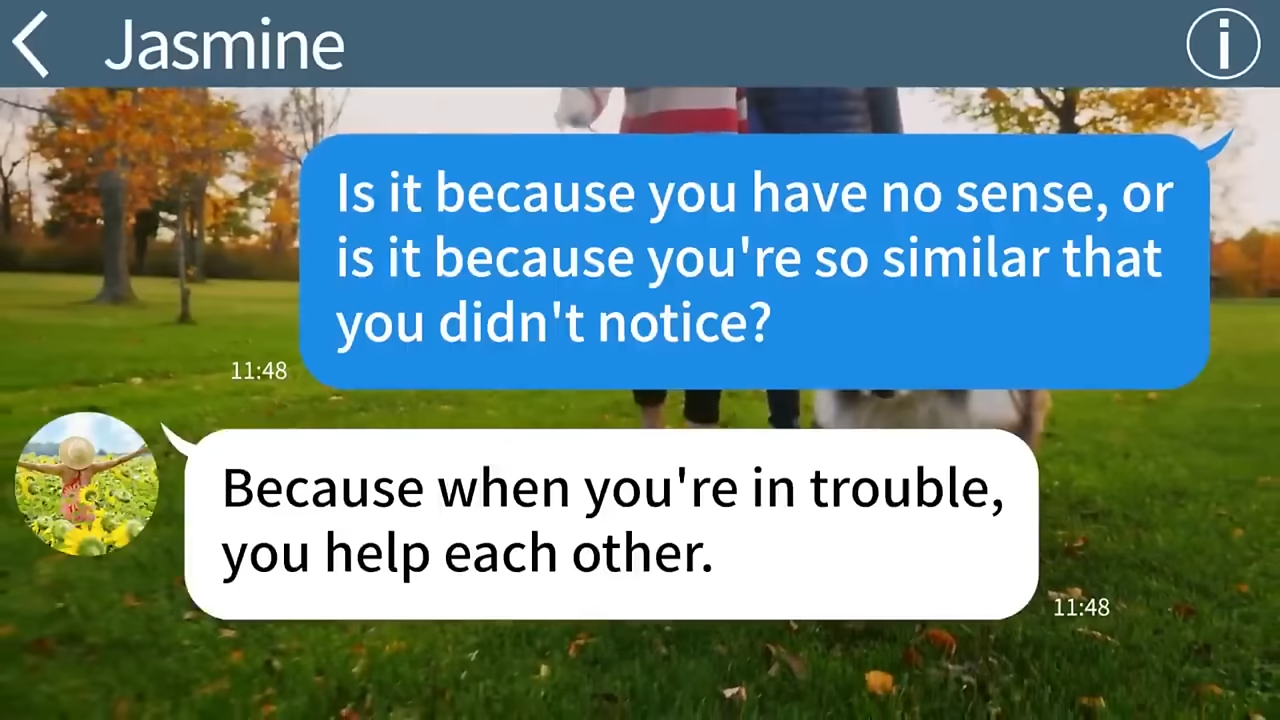 Jasmine
Is it because you have no sense, or
is it because you're so similar that
you didn't notice?
11:48
Because when you're in trouble,
you help each other.
11:48